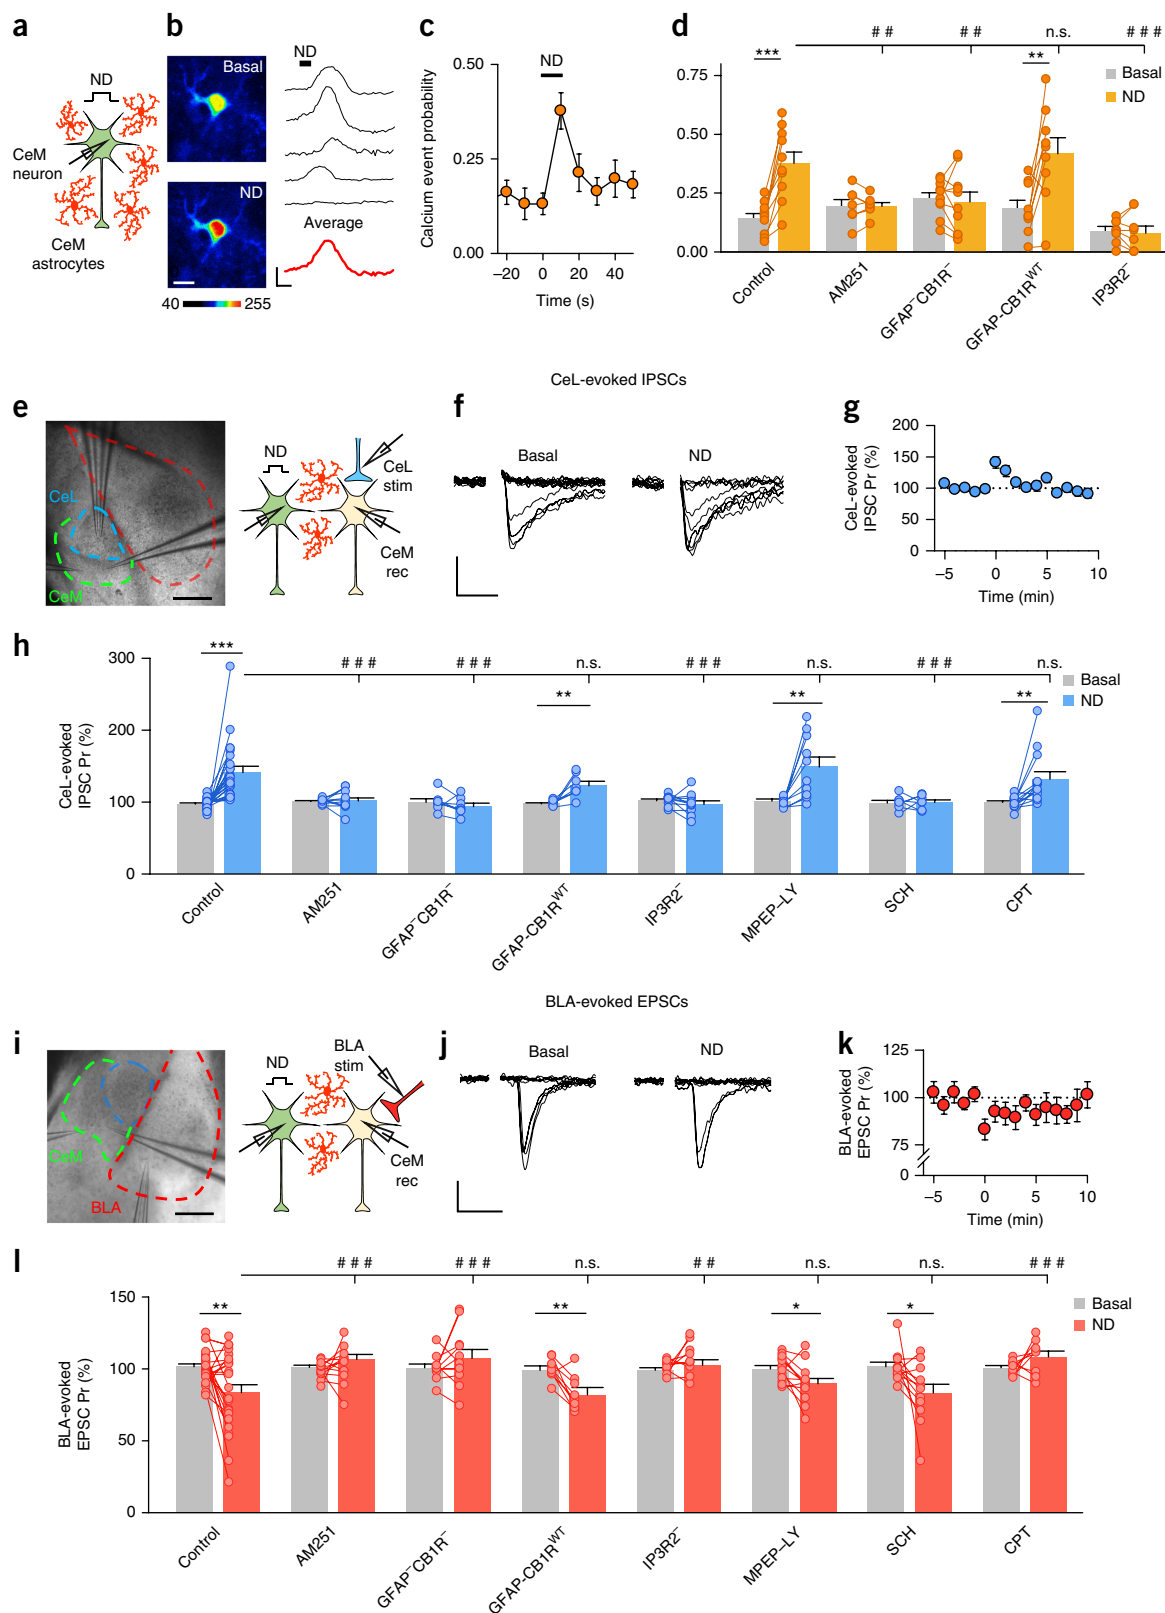 a
ND
CeM
neuron
CeM
astrocytes
b
Basal
ND
40
255
ND
Average
c
ND
Calcium event probability
0.50
0.25
0.00
–20
0
20
40
Time (s)
d
# #
# #
n.s.
# # #
***
**
Basal
ND
0.75
0.50
0.25
0.00
Control
AM251
GFAP⁻CB1R⁻
GFAP-CB1Rᵂᵀ
IP3R2⁻
CeL-evoked IPSCs
e
CeL
CeM
ND
CeL
stim
CeM
rec
f
Basal
ND
g
CeL-evoked
IPSC Pr (%)
200
150
100
50
0
–5
0
5
10
Time (min)
h
***
# # #
# # #
n.s.
# # #
n.s.
# # #
n.s.
**
**
**
Basal
ND
CeL-evoked
IPSC Pr (%)
300
200
100
0
Control
AM251
GFAP⁻CB1R⁻
GFAP-CB1Rᵂᵀ
IP3R2⁻
MPEP–LY
SCH
CPT
BLA-evoked EPSCs
i
CeM
BLA
ND
BLA
stim
CeM
rec
j
Basal
ND
k
BLA-evoked
EPSC Pr (%)
125
100
75
0
–5
0
5
10
Time (min)
l
# # #
# # #
n.s.
# #
n.s.
n.s.
# # #
**
**
*
*
Basal
ND
BLA-evoked
EPSC Pr (%)
150
100
50
0
Control
AM251
GFAP⁻CB1R⁻
GFAP-CB1Rᵂᵀ
IP3R2⁻
MPEP–LY
SCH
CPT